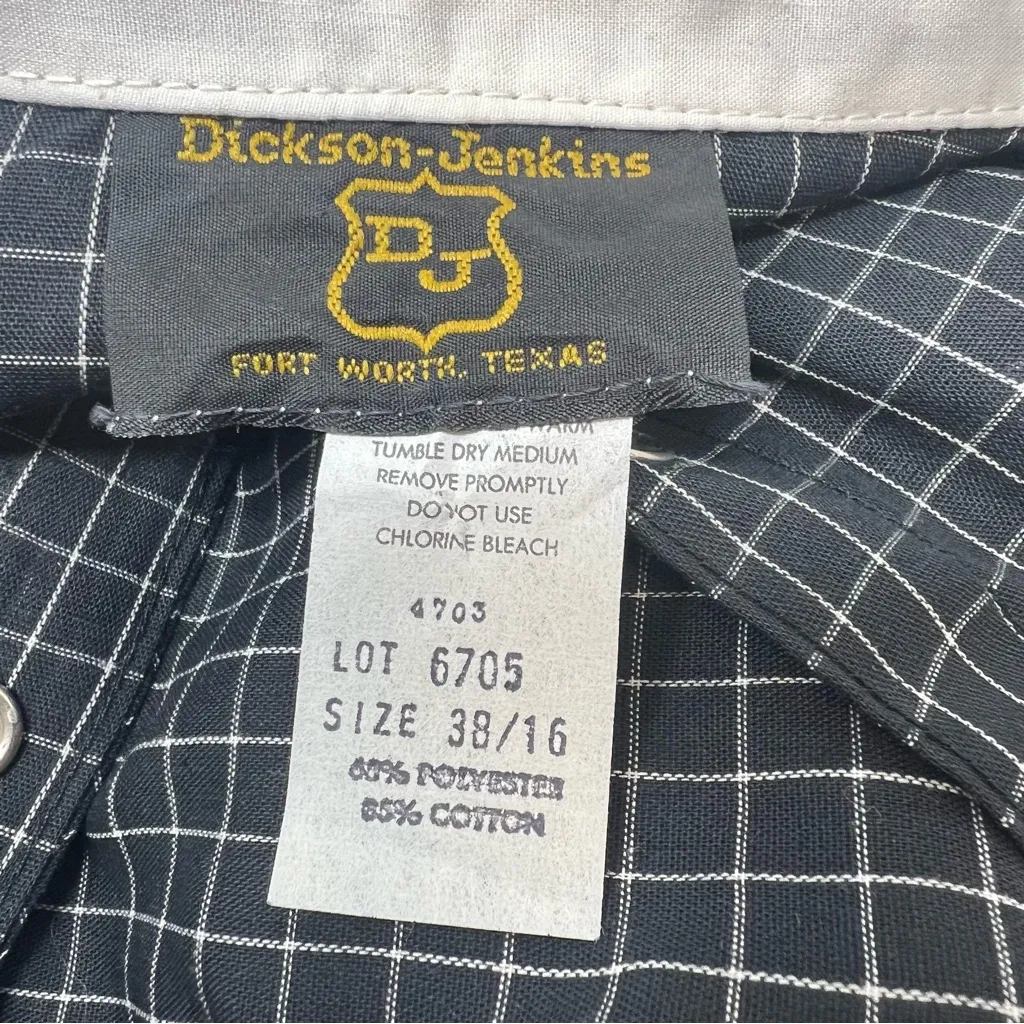 Dickson-Jenkins
DJ
FORT WORTH, TEXAS
WARM
TUMBLE DRY MEDIUM
REMOVE PROMPTLY
DO NOT USE
CHLORINE BLEACH
4703
LOT 6705
SIZE 38/16
POLYESTER
COTTON